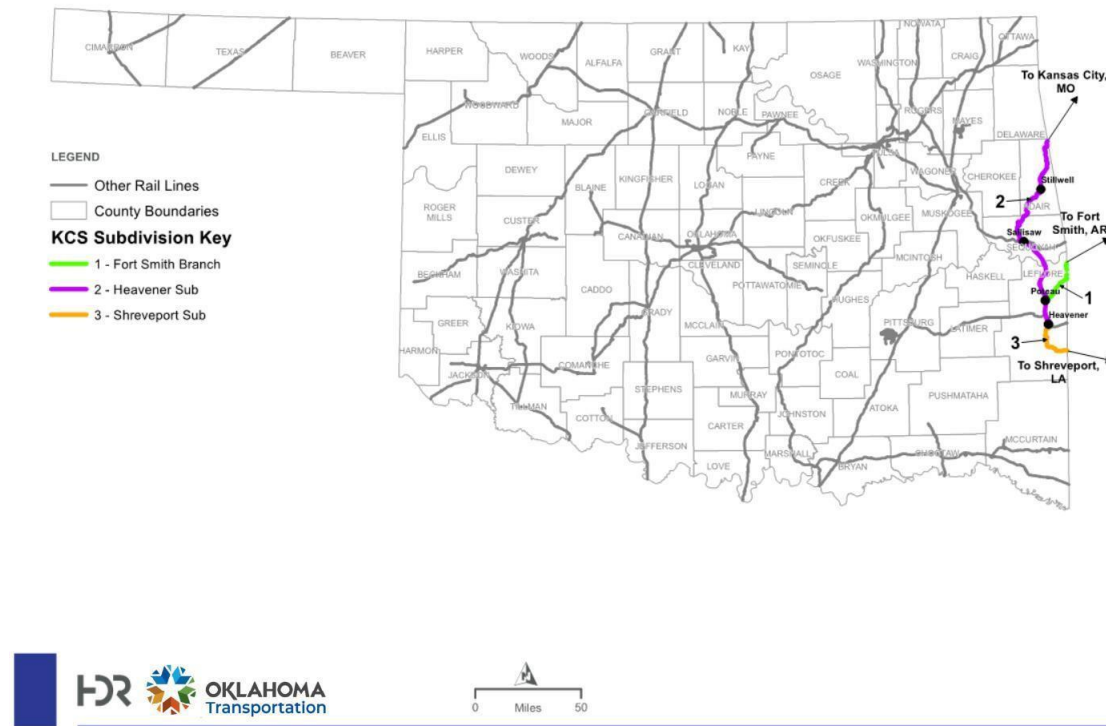 NOWATA
OTTAWA
CIMARRON
TEXAS
BEAVER
HARPER
WOODS
ALFALFA
GRANT
KAY
OSAGE
WASHINGTON
CRAIG
To Kansas City,
MO
WOODWARD
MAJOR
GARFIELD
NOBLE
PAWNEE
ROGERS
MAYES
DELAWARE
ELLIS
LEGEND
Other Rail Lines
County Boundaries
KCS Subdivision Key
1 - Fort Smith Branch
2 - Heavener Sub
3 - Shreveport Sub
DEWEY
BLAINE
KINGFISHER
LOGAN
PAYNE
CREEK
TULSA
WAGONER
CHEROKEE
Stillwell
2
ADAIR
ROGER
MILLS
CUSTER
CANADIAN
OKLAHOMA
LINCOLN
OKMULGEE
MUSKOGEE
To Fort
Smith, AR
Sallisaw
SEQUOYAH
BECKHAM
WASHITA
CLEVELAND
OKFUSKEE
SEMINOLE
MCINTOSH
HASKELL
LEFLORE
CADDO
POTTAWATOMIE
HUGHES
Poteau
1
GREER
KIOWA
GRADY
MCCLAIN
PITTSBURG
LATIMER
Heavener
3
HARMON
JACKSON
COMANCHE
GARVIN
PONTOTOC
COAL
To Shreveport,
LA
TILLMAN
COTTON
STEPHENS
MURRAY
JOHNSTON
ATOKA
PUSHMATAHA
JEFFERSON
CARTER
LOVE
MARSHALL
BRYAN
CHOCTAW
MCCURTAIN
HDR
OKLAHOMA
Transportation
N
0 Miles 50